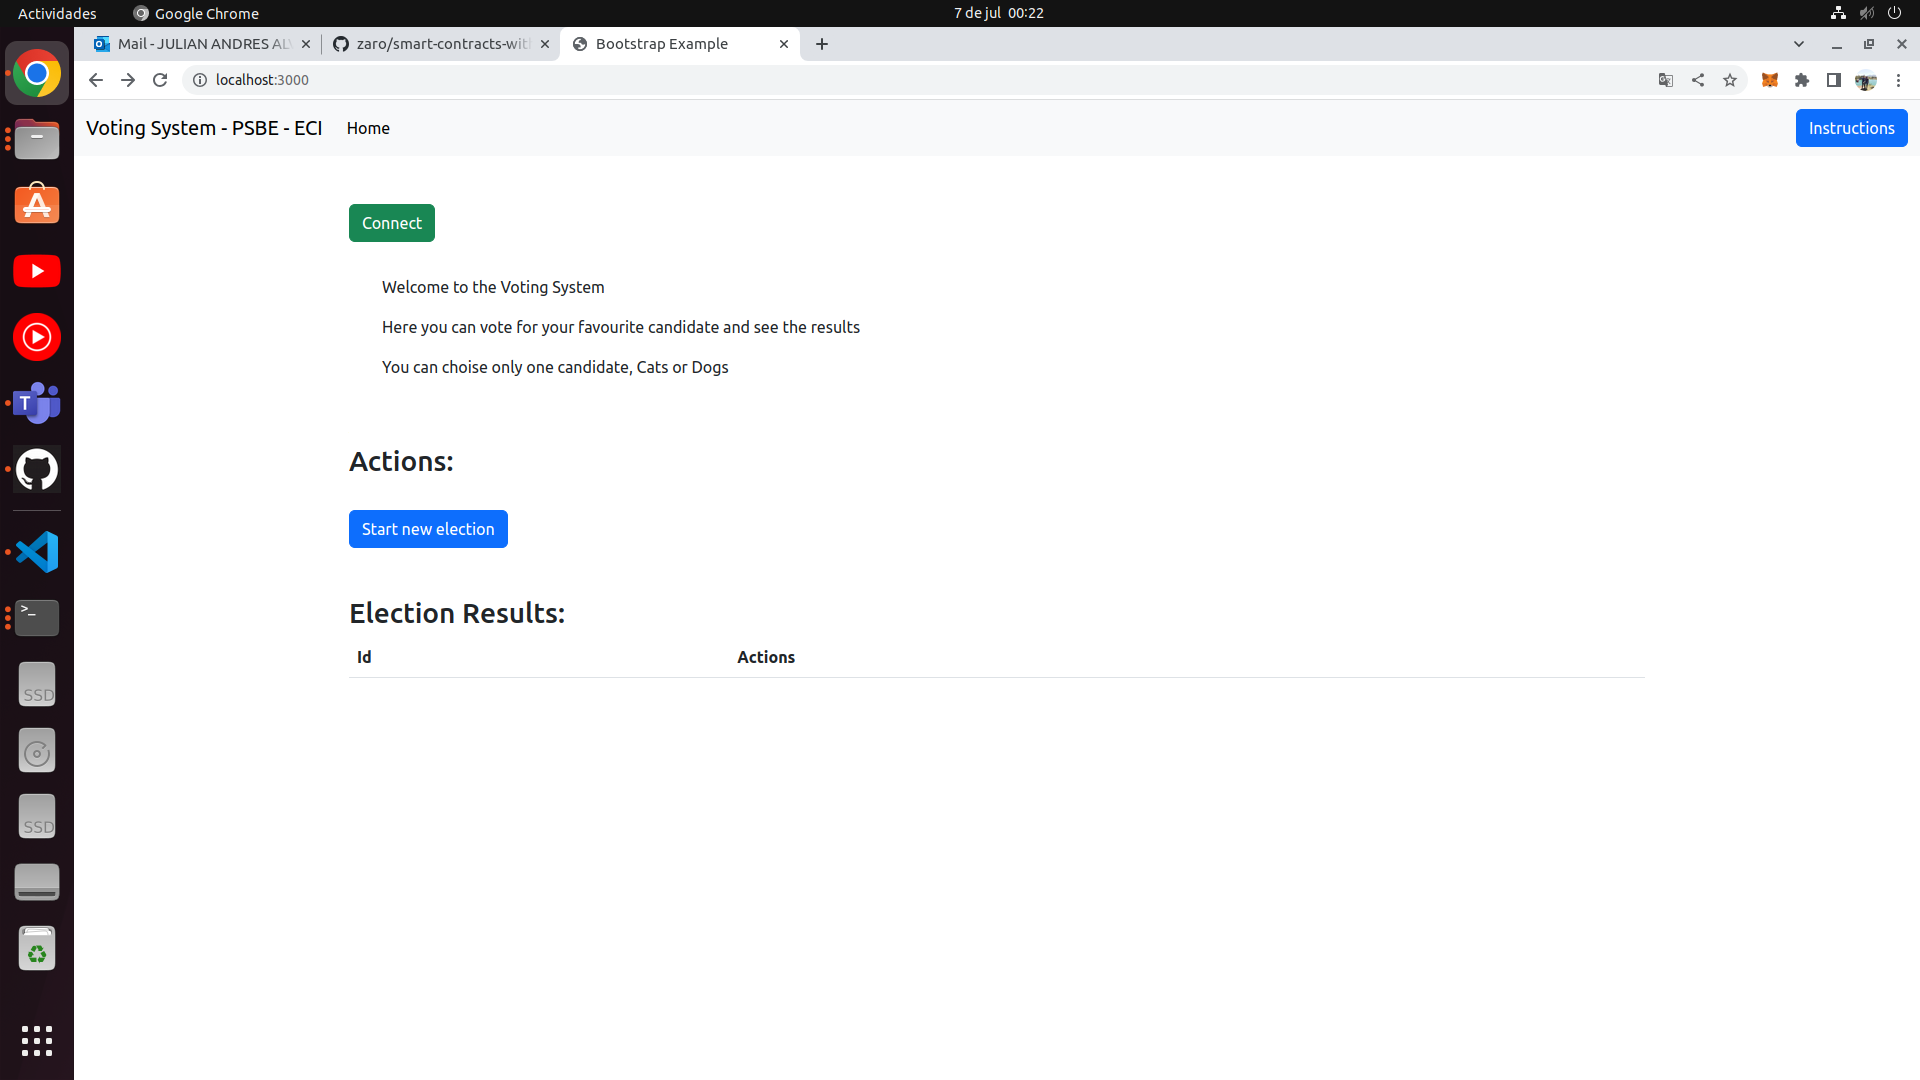 Actividades
Google Chrome
7 de jul 00:22
Mail - JULIAN ANDRES AL
zaro/smart-contracts-wit
Bootstrap Example
localhost:3000
Voting System - PSBE - ECI
Home
Instructions
Connect
Welcome to the Voting System
Here you can vote for your favourite candidate and see the results
You can choise only one candidate, Cats or Dogs
Actions:
Start new election
Election Results:
Id
Actions
T
>_
SSD
SSD